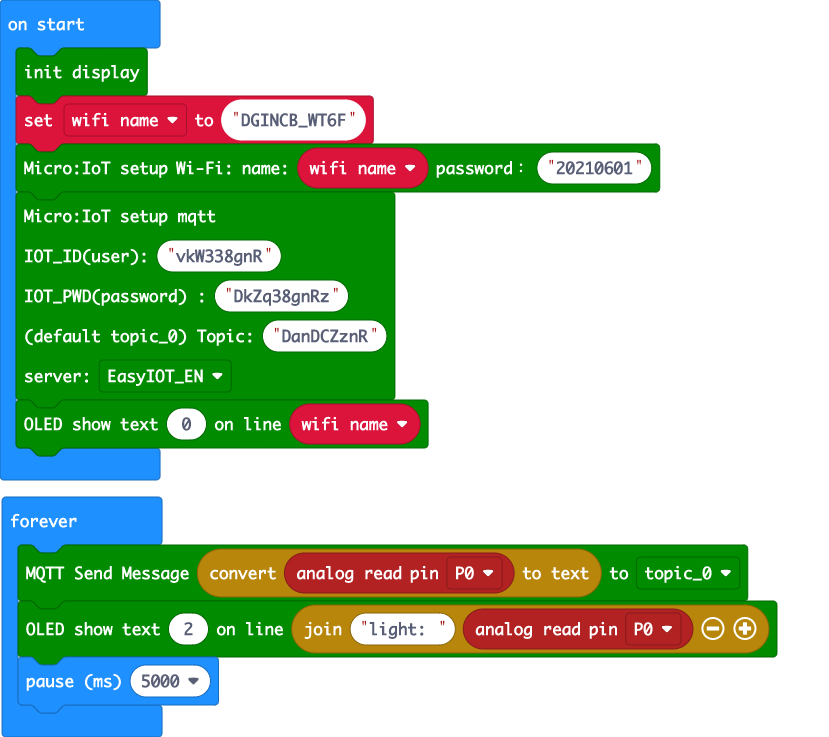 on start
init display
set wifi name to "DGINCB_WT6F"
Micro:IoT setup Wi-Fi: name: wifi name password: "20210601"
Micro:IoT setup mqtt
IOT_ID(user): "vkW338gnR"
IOT_PWD(password) : "DkZq38gnRz"
(default topic_0) Topic: "DanDCZznR"
server: EasyIOT_EN
OLED show text 0 on line wifi name
forever
MQTT Send Message convert analog read pin P0 to text to topic_0
OLED show text 2 on line join "light: " analog read pin P0
pause (ms) 5000